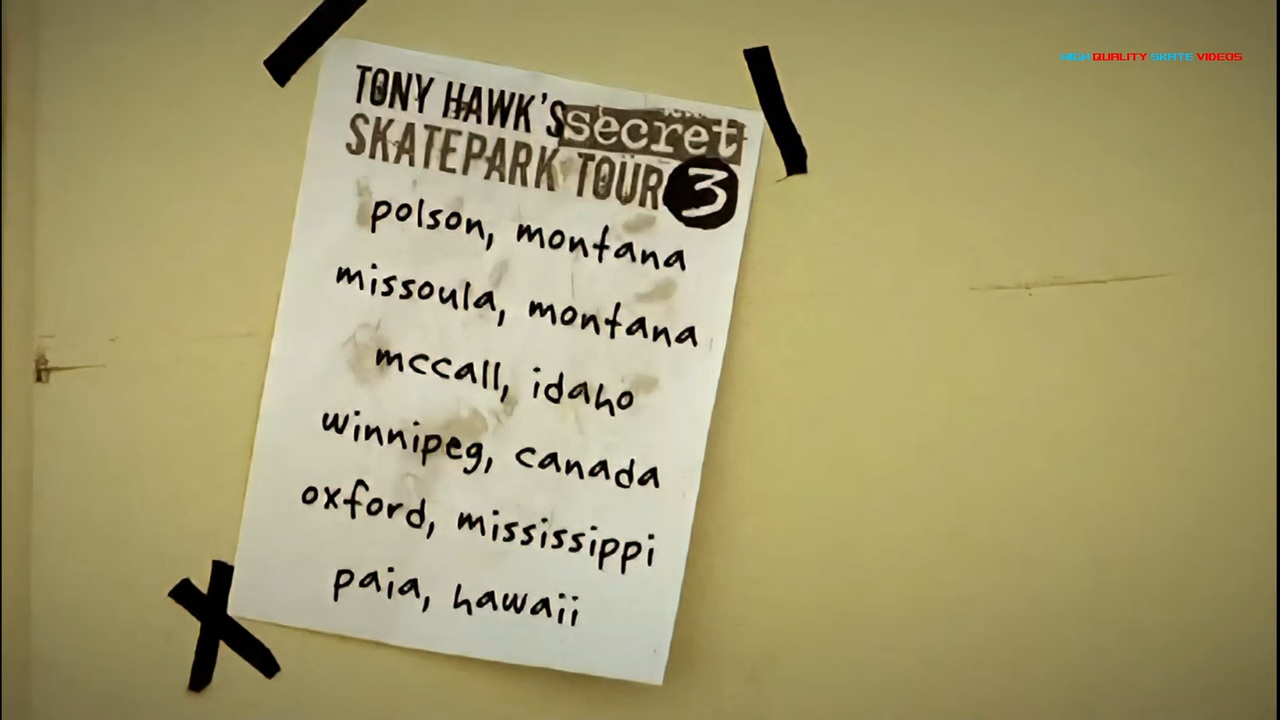 HIGH QUALITY SKATE VIDEOS
TONY HAWK'S secret
SKATEPARK TOUR 3
polson, montana
missoula, montana
mccall, idaho
winnipeg, canada
oxford, mississippi
paia, hawaii